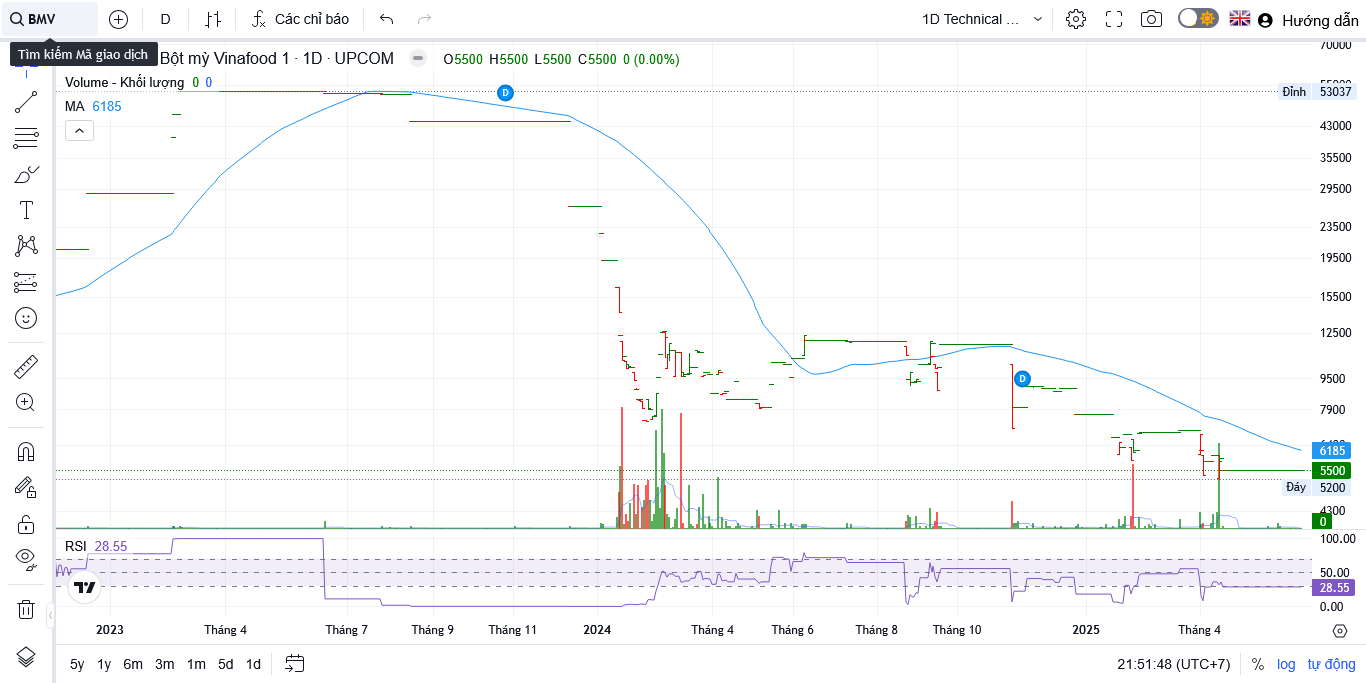 BMV
D
Các chỉ báo
1D Technical ...
Hướng dẫn
Tìm kiếm Mã giao dịch
Bột mỳ Vinafood 1 · 1D · UPCOM
O5500 H5500 L5500 C5500 0 (0.00%)
Volume - Khối lượng 0 0
MA 6185
D
D
70000
Đỉnh 53037
43000
35500
29500
23500
19500
15500
12500
9500
7900
6185
5500
Đáy 5200
4300
0
RSI 28.55
100.00
50.00
28.55
0.00
2023 Tháng 4 Tháng 7 Tháng 9 Tháng 11 2024 Tháng 4 Tháng 6 Tháng 8 Tháng 10 2025 Tháng 4
5y 1y 6m 3m 1m 5d 1d
21:51:48 (UTC+7) % log tự động